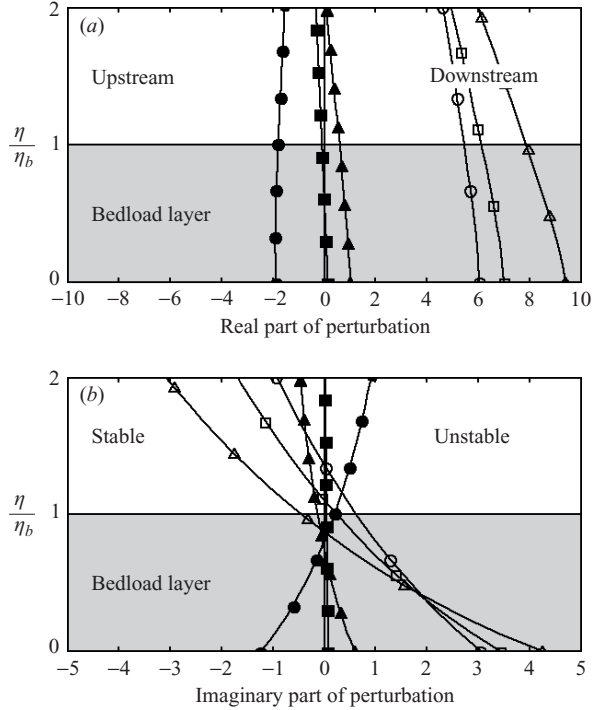 2
(a)
Upstream
Downstream
η
η_b
1
Bedload layer
0
−10 −8 −6 −4 −2 0 2 4 6 8 10
Real part of perturbation
2
(b)
Stable
Unstable
η
η_b
1
Bedload layer
0
−5 −4 −3 −2 −1 0 1 2 3 4 5
Imaginary part of perturbation